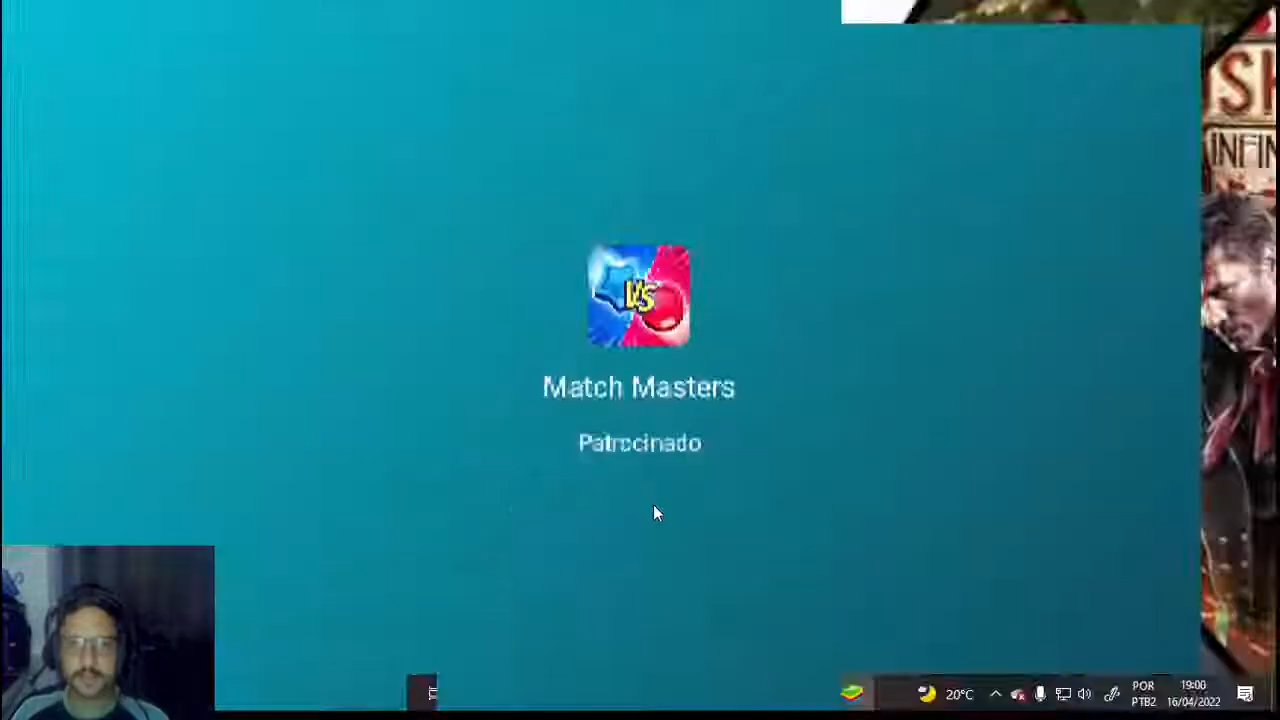 VS
Match Masters
Patrocinado
20°C
POR
PTB2
19:00
16/04/2022